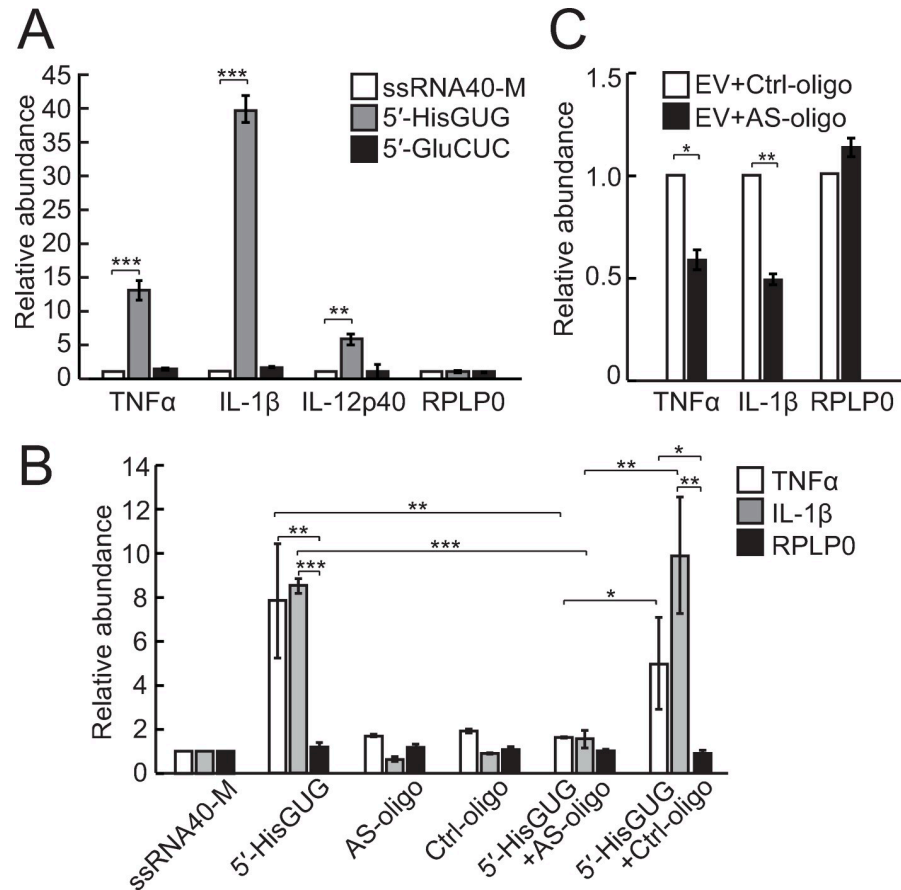 A
Relative abundance
45
40
35
30
25
20
15
10
5
0
***
***
**
ssRNA40-M
5′-HisGUG
5′-GluCUC
TNFα IL-1β IL-12p40 RPLP0
C
Relative abundance
1.5
1.0
0.5
0
EV+Ctrl-oligo
EV+AS-oligo
*
**
TNFα IL-1β RPLP0
B
Relative abundance
14
12
10
8
6
4
2
0
**
***
**
***
*
**
*
**
TNFα
IL-1β
RPLP0
ssRNA40-M
5′-HisGUG
AS-oligo
Ctrl-oligo
5′-HisGUG
+AS-oligo
5′-HisGUG
+Ctrl-oligo